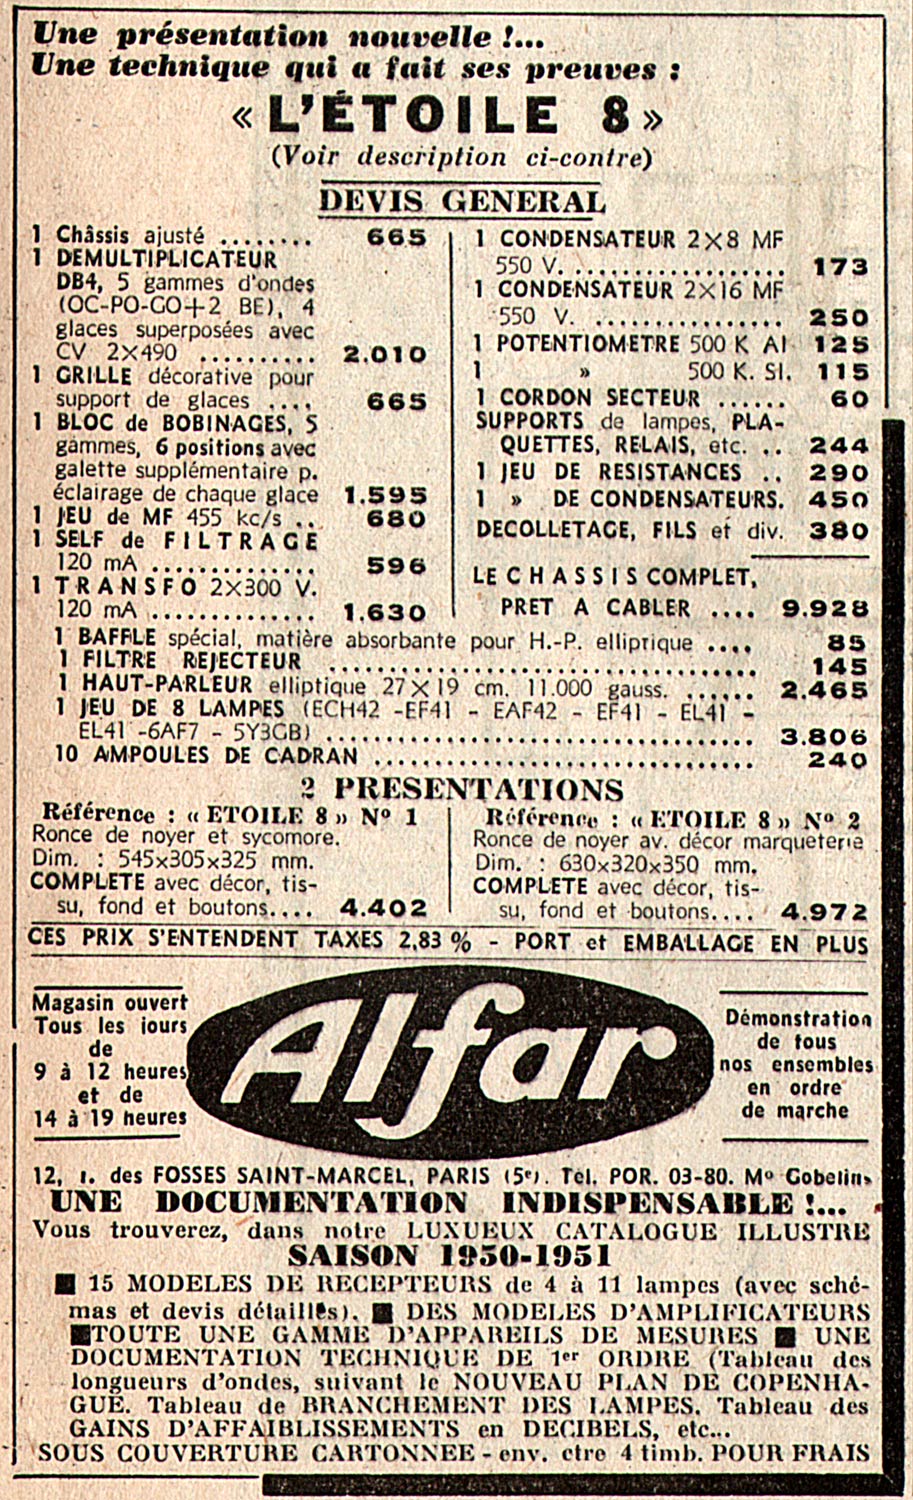 Une présentation nouvelle !...
Une technique qui a fait ses preuves :
« L'ÉTOILE 8 »
(Voir description ci-contre)
DEVIS GENERAL
1 Châssis ajusté ........ 665
1 DEMULTIPLICATEUR
DB4, 5 gammes d'ondes
(OC-PO-GO+2 BE), 4
glaces superposées avec
CV 2×490 .......... 2.010
1 GRILLE décorative pour
support de glaces .... 665
1 BLOC de BOBINAGES, 5
gammes, 6 positions avec
galette supplémentaire p.
éclairage de chaque glace 1.595
1 JEU de MF 455 kc/s .. 680
1 SELF de FILTRAGE
120 mA .............. 596
1 TRANSFO 2×300 V.
120 mA .............. 1.630
1 CONDENSATEUR 2×8 MF
550 V. .................. 173
1 CONDENSATEUR 2×16 MF
550 V. ................ 250
1 POTENTIOMETRE 500 K AI 125
1 » 500 K. SI. 115
1 CORDON SECTEUR ...... 60
SUPPORTS de lampes, PLA-
QUETTES, RELAIS, etc. .. 244
1 JEU DE RESISTANCES .. 290
1 » DE CONDENSATEURS. 450
DECOLLETAGE, FILS et div. 380
LE CHASSIS COMPLET,
PRET A CABLER .... 9.928
1 BAFFLE spécial, matière absorbante pour H.-P. elliprique .... 85
1 FILTRE REJECTEUR .................................. 145
1 HAUT-PARLEUR elliptique 27×19 cm. 11.000 gauss. ...... 2.465
1 JEU DE 8 LAMPES (ECH42 -EF41 - EAF42 - EF41 - EL41 -
EL41 -6AF7 - 5Y3GB) .................................. 3.806
10 AMPOULES DE CADRAN .............................. 240
2 PRESENTATIONS
Référence : « ETOILE 8 » Nº 1
Ronce de noyer et sycomore.
Dim. : 545×305×325 mm.
COMPLETE avec décor, tis-
su, fond et boutons.... 4.402
Référence : « ETOILE 8 » Nº 2
Ronce de noyer av. décor marqueterie
Dim. : 630×320×350 mm.
COMPLETE avec décor, tis-
su, fond et boutons.... 4.972
CES PRIX S'ENTENDENT TAXES 2,83 % - PORT et EMBALLAGE EN PLUS
Magasin ouvert
Tous les jours
de
9 à 12 heures
et de
14 à 19 heures
Alfar
Démonstration
de tous
nos ensembles
en ordre
de marche
12, r. des FOSSES SAINT-MARCEL, PARIS (5e). Tél. POR. 03-80. Mº Gobelins
UNE DOCUMENTATION INDISPENSABLE !...
Vous trouverez, dans notre LUXUEUX CATALOGUE ILLUSTRE
SAISON 1950-1951
■ 15 MODELES DE RECEPTEURS de 4 à 11 lampes (avec sché-
mas et devis détaillés). ■ DES MODELES D'AMPLIFICATEURS
■ TOUTE UNE GAMME D'APPAREILS DE MESURES ■ UNE
DOCUMENTATION TECHNIQUE DE 1er ORDRE (Tableau des
longueurs d'ondes, suivant le NOUVEAU PLAN DE COPENHA-
GUE. Tableau de BRANCHEMENT DES LAMPES. Tableau des
GAINS D'AFFAIBLISSEMENTS en DECIBELS, etc...
SOUS COUVERTURE CARTONNEE - env. ctre 4 timb. POUR FRAIS